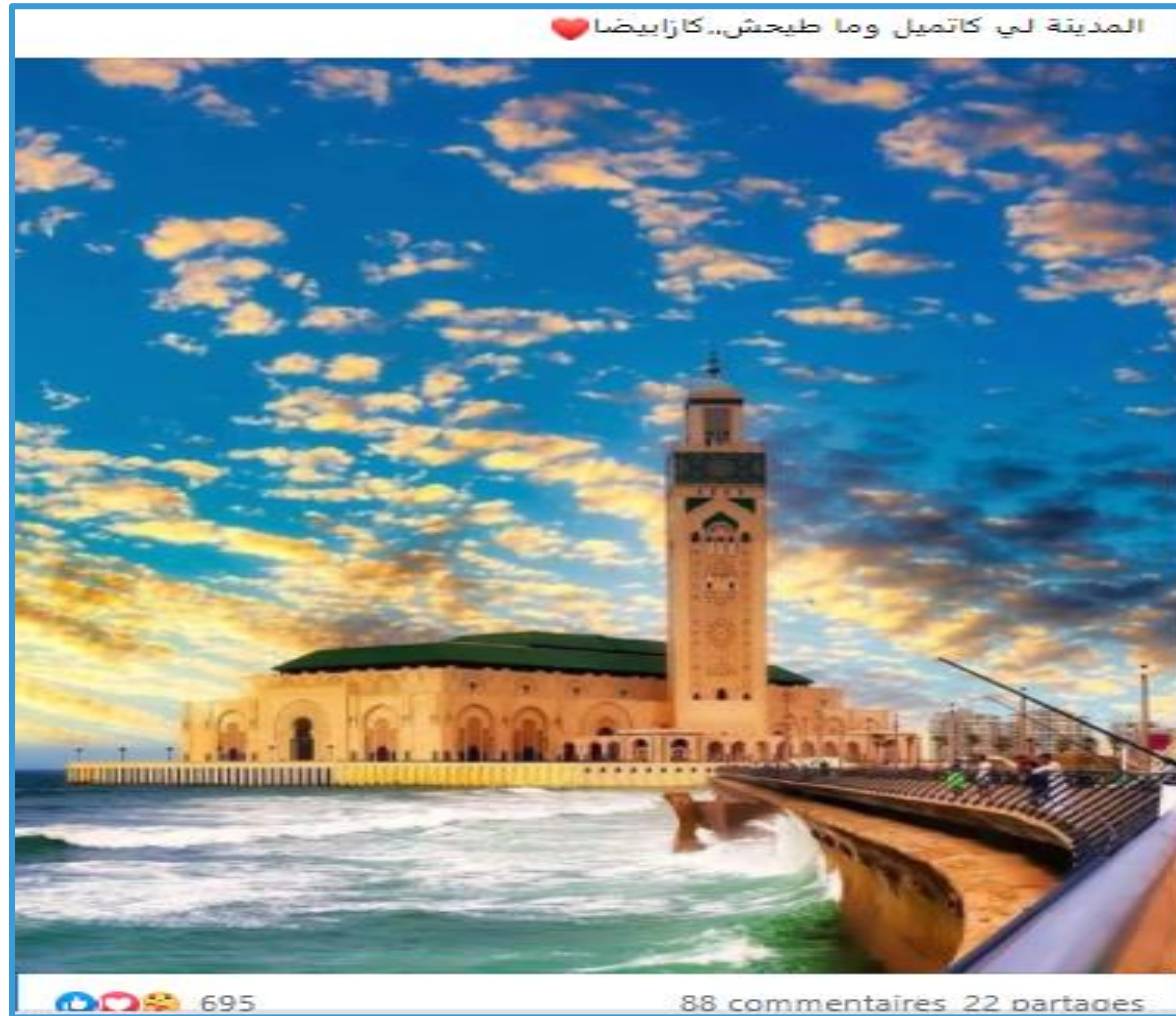 المدينة لي كاتميل وما طيحش..كازابيضا❤️
695
88 commentaires 22 partages